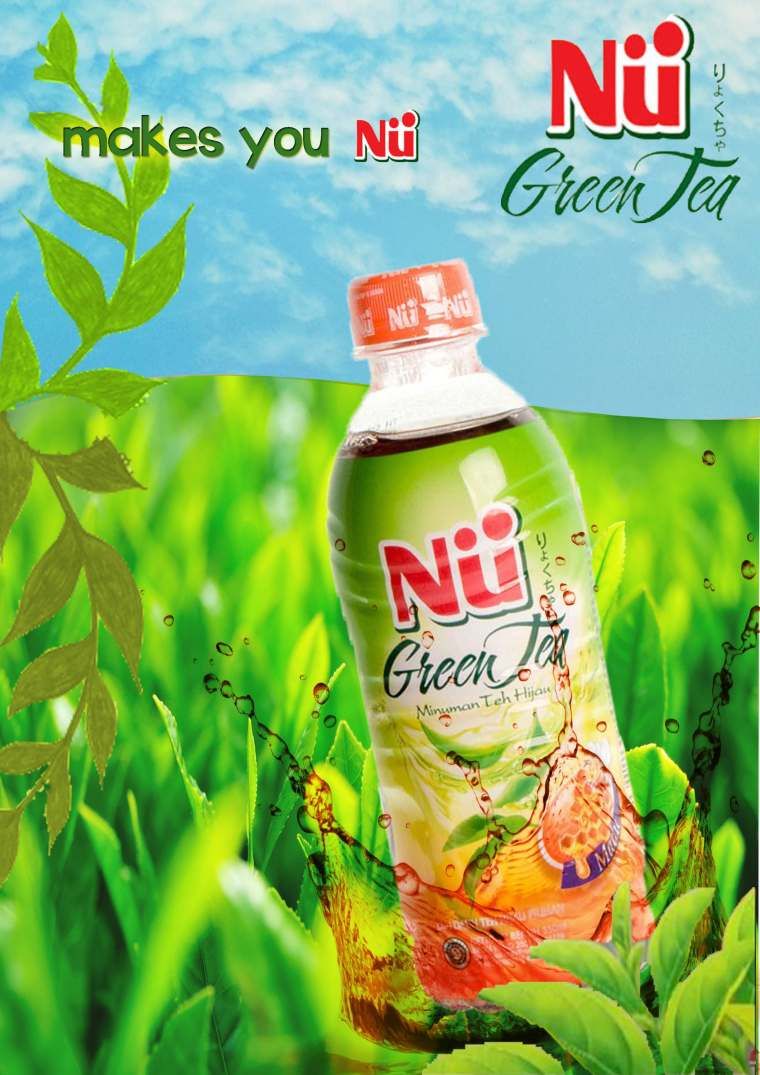 Nü
りょくちゃ
Green Tea
makes you Nü
Nü Nü Nü
Nü
りょくちゃ
Green Tea
Minuman Teh Hijau